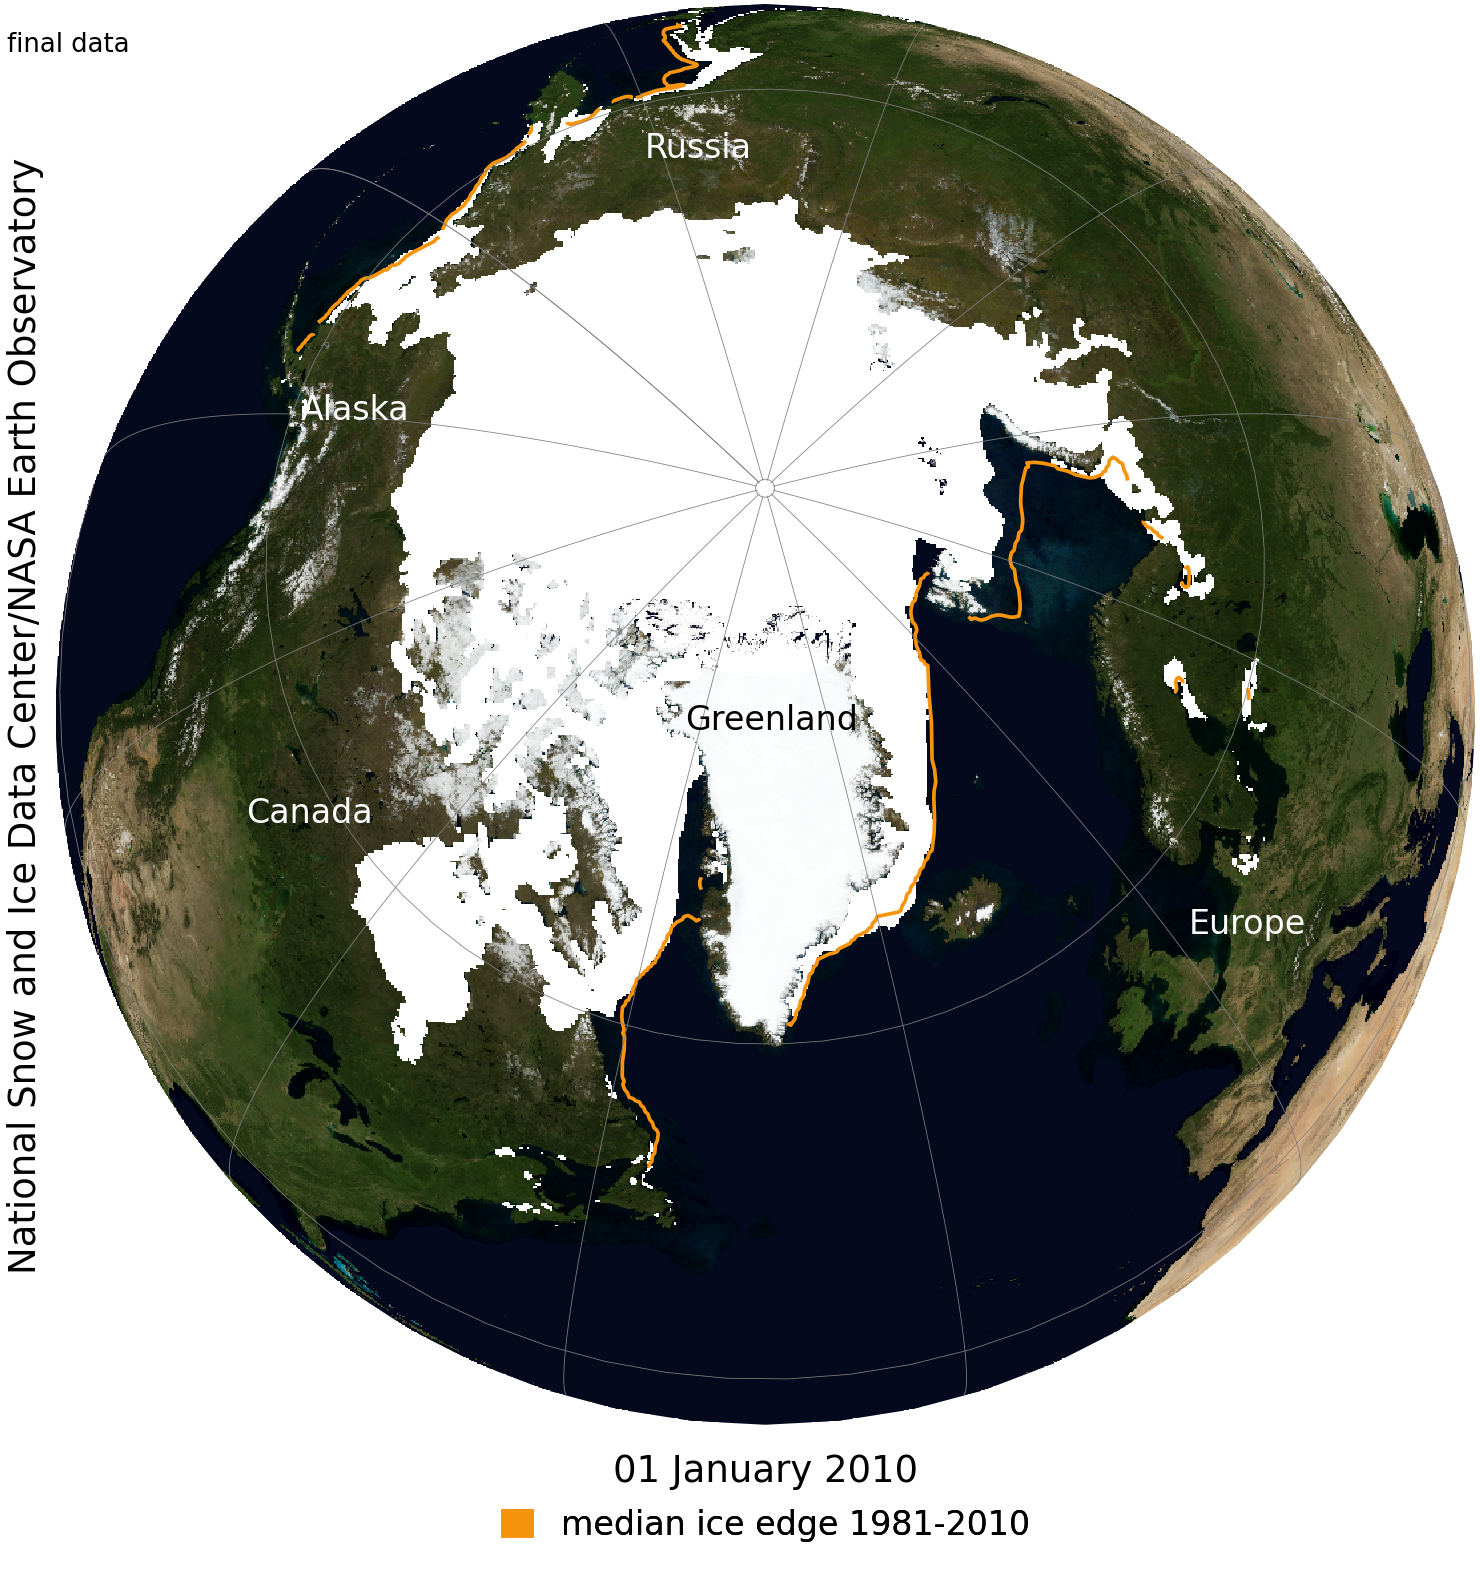 final data
National Snow and Ice Data Center/NASA Earth Observatory
Russia
Alaska
Greenland
Canada
Europe
01 January 2010
median ice edge 1981-2010